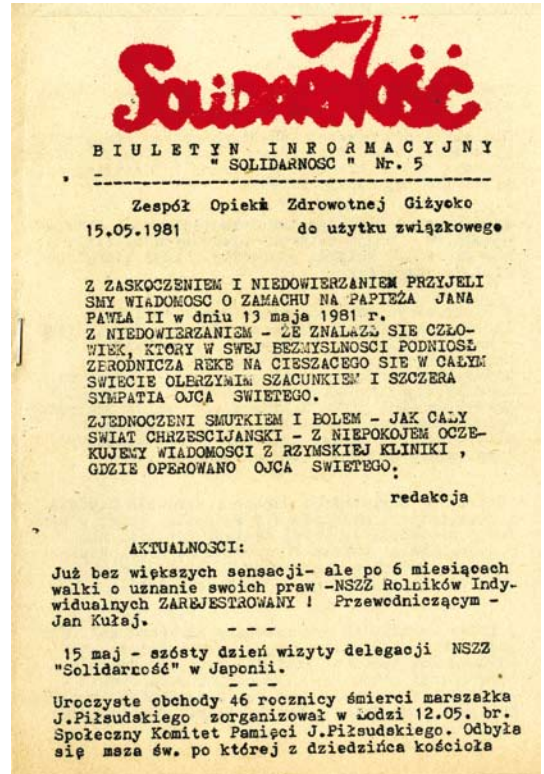 SOLIDARNOŚĆ
BIULETYN INFORMACYJNY
" SOLIDARNOSC " Nr. 5
Zespół Opieki Zdrowotnej Giżycko
15.05.1981 do użytku związkowego
Z ZASKOCZENIEM I NIEDOWIERZANIEM PRZYJELI
SMY WIADOMOSC O ZAMACHU NA PAPIEŻA JANA
PAWŁA II w dniu 13 maja 1981 r.
Z NIEDOWIERZANIEM - ŻE ZNALAZŁ SIE CZŁO-
WIEK, KTÓRY W SWEJ BEZMYSLNOSCI PODNIOSŁ
ZBRODNICZA REKE NA CIESZACEGO SIE W CAŁYM
SWIECIE OLBRZYMIM SZACUNKIEM I SZCZERA
SYMPATIA OJCA SWIETEGO.
ZJEDNOCZENI SMUTKIEM I BOLEM - JAK CALY
SWIAT CHRZESCIJANSKI - Z NIEPOKOJEM OCZE-
KUJEMY WIADOMOSCI Z RZYMSKIEJ KLINIKI ,
GDZIE OPEROWANO OJCA SWIETEGO.
redakcja
AKTUALNOSCI:
Już bez większych sensacji- ale po 6 miesiącach
walki o uznanie swoich praw -NSZZ Rolników Indy-
widualnych ZAREJESTROWANY ! Przewodniczącym -
Jan Kułaj.
- - -
15 maj - szósty dzień wizyty delegacji NSZZ
"Solidarność" w Japonii.
- - -
Uroczyste obchody 46 rocznicy śmierci marszałka
J.Piłsudskiego zorganizował w Łodzi 12.05. br.
Społeczny Komitet Pamięci J.Piłsudskiego. Odbyła
się msza św. po której z dziedzińca kościoła